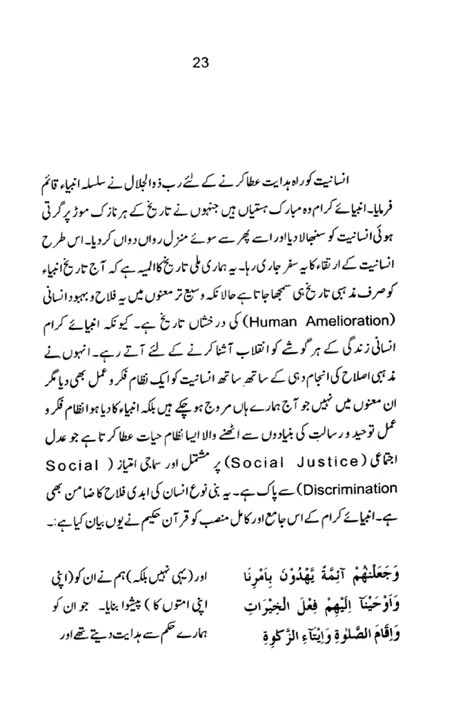 23
انسانیت کو راہ ہدایت عطا کرنے کے لئے رب ذوالجلال نے سلسلہ انبیاء قائم
فرمایا۔ انبیائے کرام وہ مبارک ہستیاں ہیں جنہوں نے تاریخ کے ہر نازک موڑ پر گرتی
ہوئی انسانیت کو سنبھالا دیا اور اسے پھر سے سوئے منزل رواں دواں کر دیا۔ اس طرح
انسانیت کے ارتقاء کا یہ سفر جاری رہا۔ یہ ہماری ملی تاریخ کا المیہ ہے کہ آج تاریخ انبیاء
کو صرف مذہبی تاریخ ہی سمجھا جاتا ہے حالانکہ وسیع تر معنوں میں یہ فلاح و بہبود انسانی
(Human Amelioration) کی درخشاں تاریخ ہے۔ کیونکہ انبیائے کرام
انسانی زندگی کے ہر گوشے کو انقلاب آشنا کرنے کے لئے آتے رہے۔ انہوں نے
مذہبی اصلاح کی انجام دہی کے ساتھ ساتھ انسانیت کو ایک نظام فکر و عمل بھی دیا مگر
ان معنوں میں نہیں جو آج ہمارے ہاں مروج ہو چکے ہیں بلکہ انبیاء کا دیا ہوا نظام فکر و
عمل توحید و رسالت کی بنیادوں سے اٹھنے والا ایسا نظام حیات عطا کرتا ہے جو عدل
اجتماعی (Social Justice) پر مشتمل اور سماجی امتیاز (Social
Discrimination) سے پاک ہے۔ یہ بنی نوع انسان کی ابدی فلاح کا ضامن بھی
ہے۔ انبیائے کرام کے اس جامع اور کامل منصب کو قرآن حکیم نے یوں بیان کیا ہے:۔
وَجَعَلْنٰهُمْ اَئِمَّةً يَّهْدُوْنَ بِاَمْرِنَا
وَاَوْحَيْنَآ اِلَيْهِمْ فِعْلَ الْخَيْرَاتِ
وَاِقَامَ الصَّلٰوةِ وَاِيْتَآءَ الزَّكٰوةِ
اور (یہی نہیں بلکہ) ہم نے ان کو (اپنی
اپنی امتوں کا) پیشوا بنایا۔ جو ان کو
ہمارے حکم سے ہدایت دیتے تھے اور